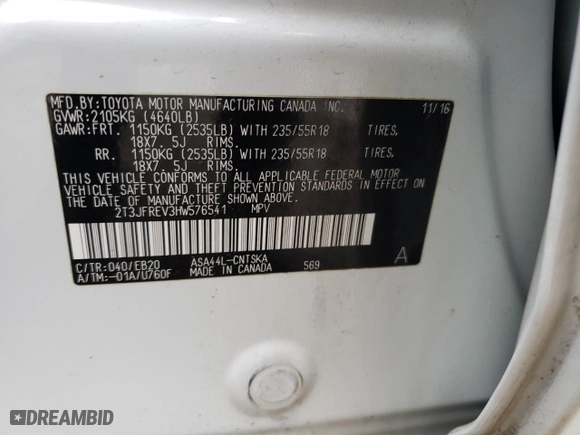 MFD.BY:TOYOTA MOTOR MANUFACTURING CANADA INC. 11/16
GVWR:2105KG (4640LB)
GAWR:FRT. 1150KG (2535LB) WITH 235/55R18 TIRES.
18X7. 5J RIMS.
RR. 1150KG (2535LB) WITH 235/55R18 TIRES.
18X7. 5J RIMS.
THIS VEHICLE CONFORMS TO ALL APPLICABLE FEDERAL MOTOR
VEHICLE SAFETY AND THEFT PREVENTION STANDARDS IN EFFECT ON
THE DATE OF MANUFACTURE SHOWN ABOVE.
2T3JFREV3HW576541 MPV
C/TR:040/EB20 ASA44L-CNTSKA A
A/TM:-01A/U760F MADE IN CANADA 569
DREAMBID